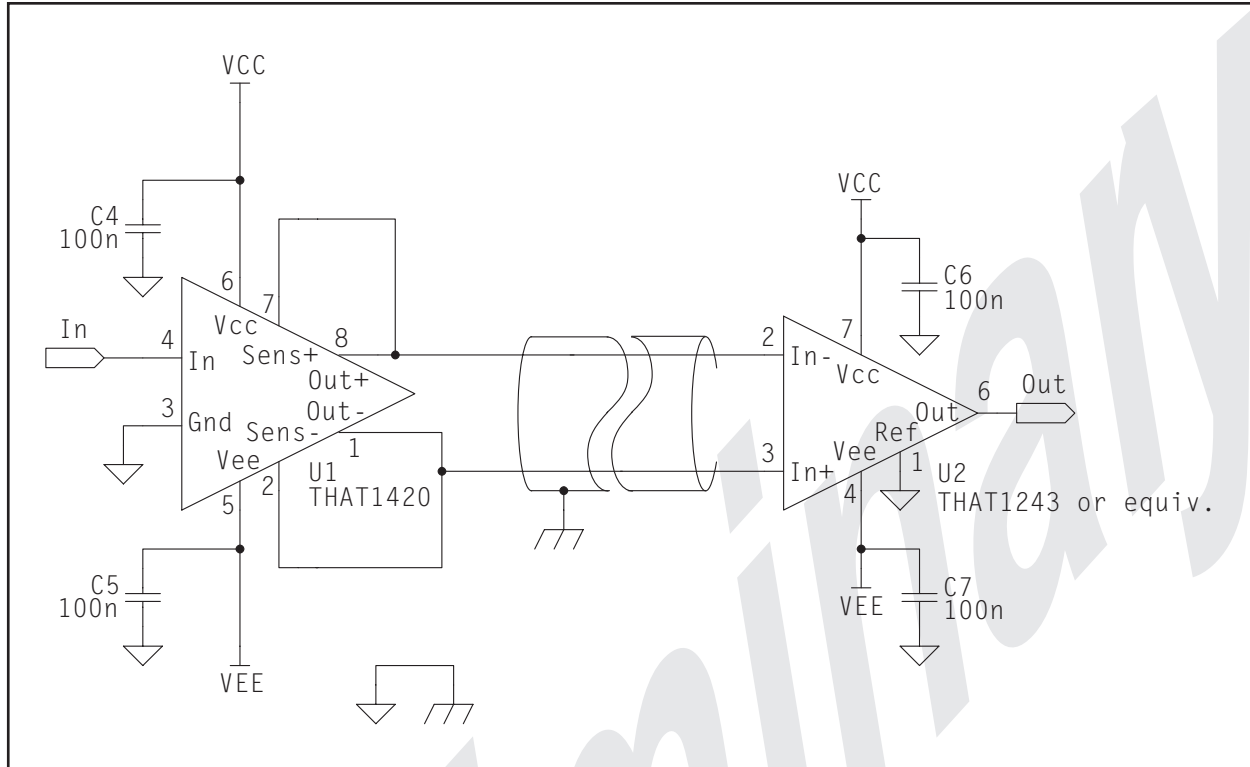 VCC
C4
100n
6
7
Vcc
8
In
4
In
Sens+
Out+
Out-
3
Gnd
Sens-
1
Vee
2
5
U1
THAT1420
C5
100n
VEE
VCC
C6
100n
7
2
In-
Vcc
6
Out
Out
Ref
3
In+
Vee
1
4
U2
THAT1243 or equiv.
C7
100n
VEE